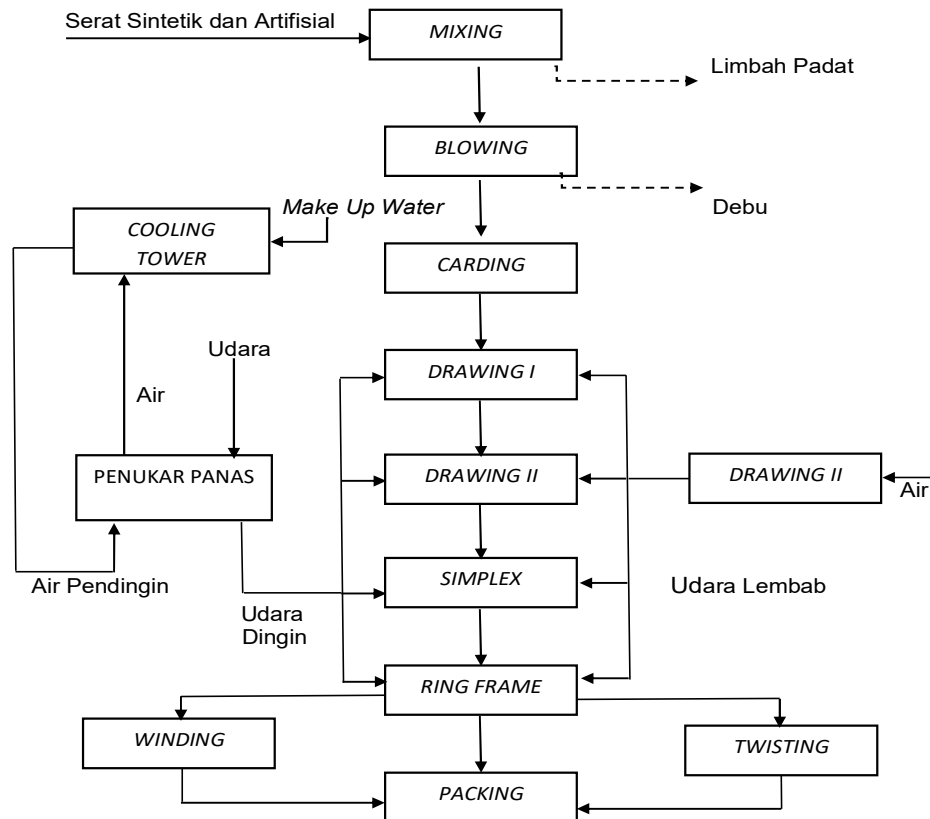 Serat Sintetik dan Artifisial
MIXING
Limbah Padat
BLOWING
Debu
Make Up Water
COOLING
TOWER
CARDING
Udara
Air
DRAWING I
PENUKAR PANAS
DRAWING II
DRAWING II
Air
Air Pendingin
SIMPLEX
Udara Lembab
Udara
Dingin
RING FRAME
WINDING
TWISTING
PACKING